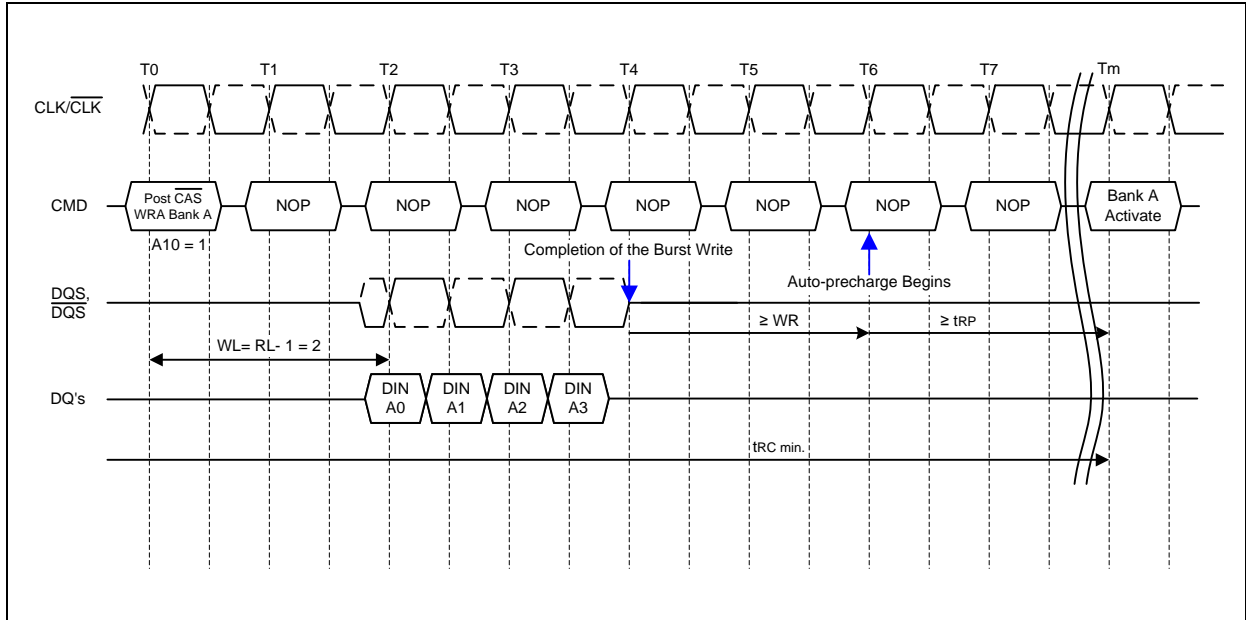 T0 T1 T2 T3 T4 T5 T6 T7 Tm
CLK/CLK
CMD
Post CAS
WRA Bank A
NOP NOP NOP NOP NOP NOP NOP
Bank A
Activate
A10 = 1
Completion of the Burst Write
Auto-precharge Begins
DQS,
DQS
≥ WR
≥ tRP
WL= RL- 1 = 2
DQ's
DIN
A0
DIN
A1
DIN
A2
DIN
A3
tRC min.